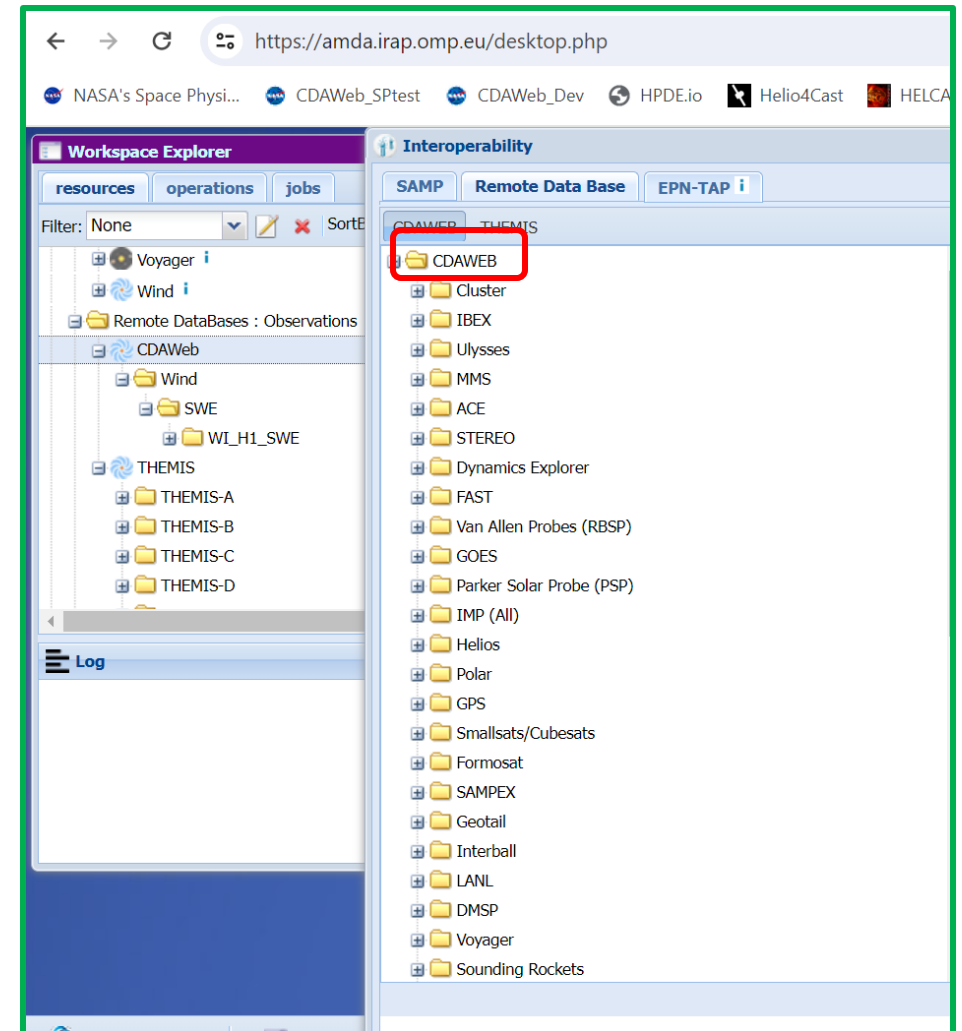 https://amda.irap.omp.eu/desktop.php
NASA's Space Physi... CDAWeb_SPtest CDAWeb_Dev HPDE.io Helio4Cast HELCA
Workspace Explorer
resources operations jobs
Filter: None SortB
Voyager i
Wind i
Remote DataBases : Observations
CDAWeb
Wind
SWE
WI_H1_SWE
THEMIS
THEMIS-A
THEMIS-B
THEMIS-C
THEMIS-D
Log
Interoperability
SAMP Remote Data Base EPN-TAP i
CDAWEB THEMIS
CDAWEB
Cluster
IBEX
Ulysses
MMS
ACE
STEREO
Dynamics Explorer
FAST
Van Allen Probes (RBSP)
GOES
Parker Solar Probe (PSP)
IMP (All)
Helios
Polar
GPS
Smallsats/Cubesats
Formosat
SAMPEX
Geotail
Interball
LANL
DMSP
Voyager
Sounding Rockets